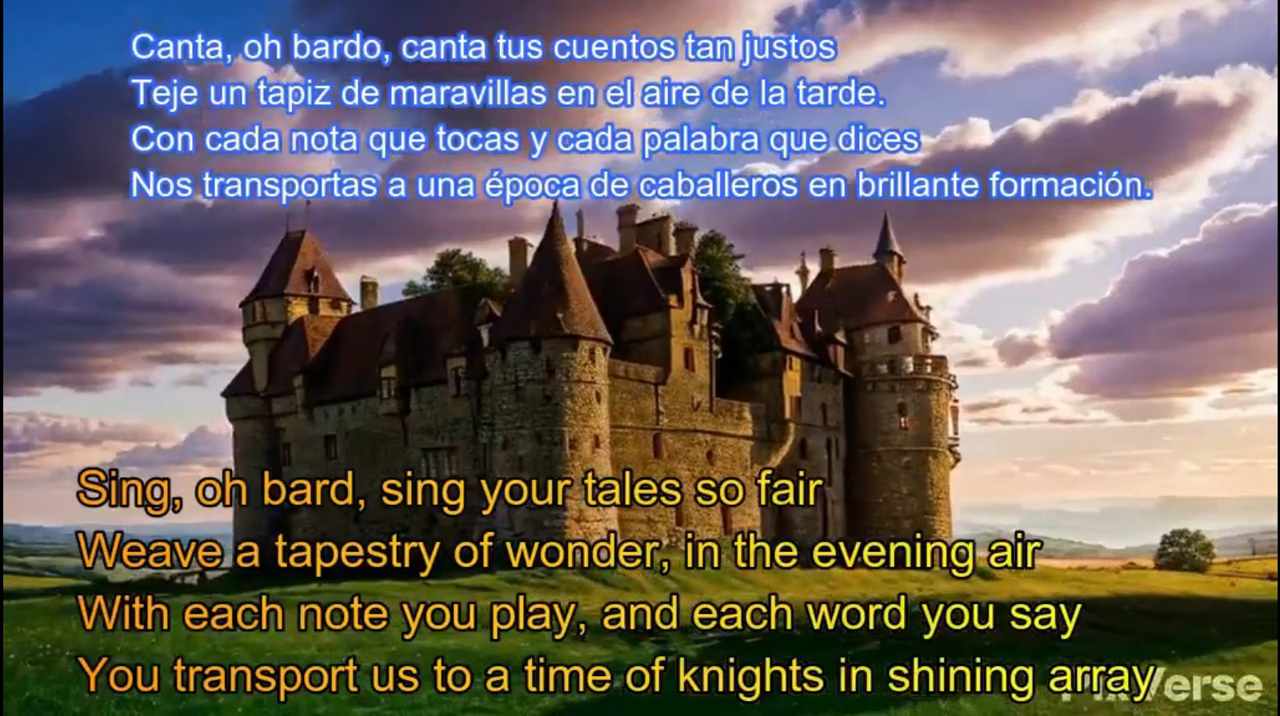 Canta, oh bardo, canta tus cuentos tan justos
Teje un tapiz de maravillas en el aire de la tarde.
Con cada nota que tocas y cada palabra que dices
Nos transportas a una época de caballeros en brillante formación.
Sing, oh bard, sing your tales so fair
Weave a tapestry of wonder, in the evening air
With each note you play, and each word you say
You transport us to a time of knights in shining array